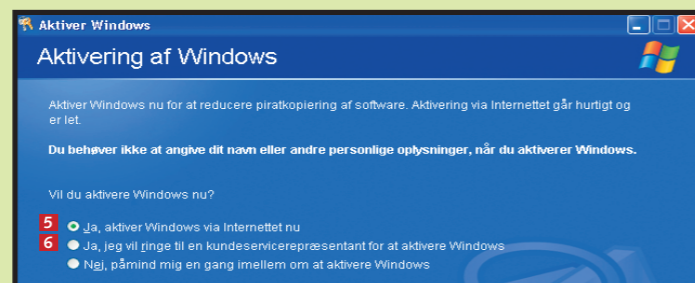 Aktiver Windows
Aktivering af Windows
Aktiver Windows nu for at reducere piratkopiering af software. Aktivering via Internettet går hurtigt og
er let.
Du behøver ikke at angive dit navn eller andre personlige oplysninger, når du aktiverer Windows.
Vil du aktivere Windows nu?
5 Ja, aktiver Windows via Internettet nu
6 Ja, jeg vil ringe til en kundeservicerepræsentant for at aktivere Windows
Nej, påmind mig en gang imellem om at aktivere Windows